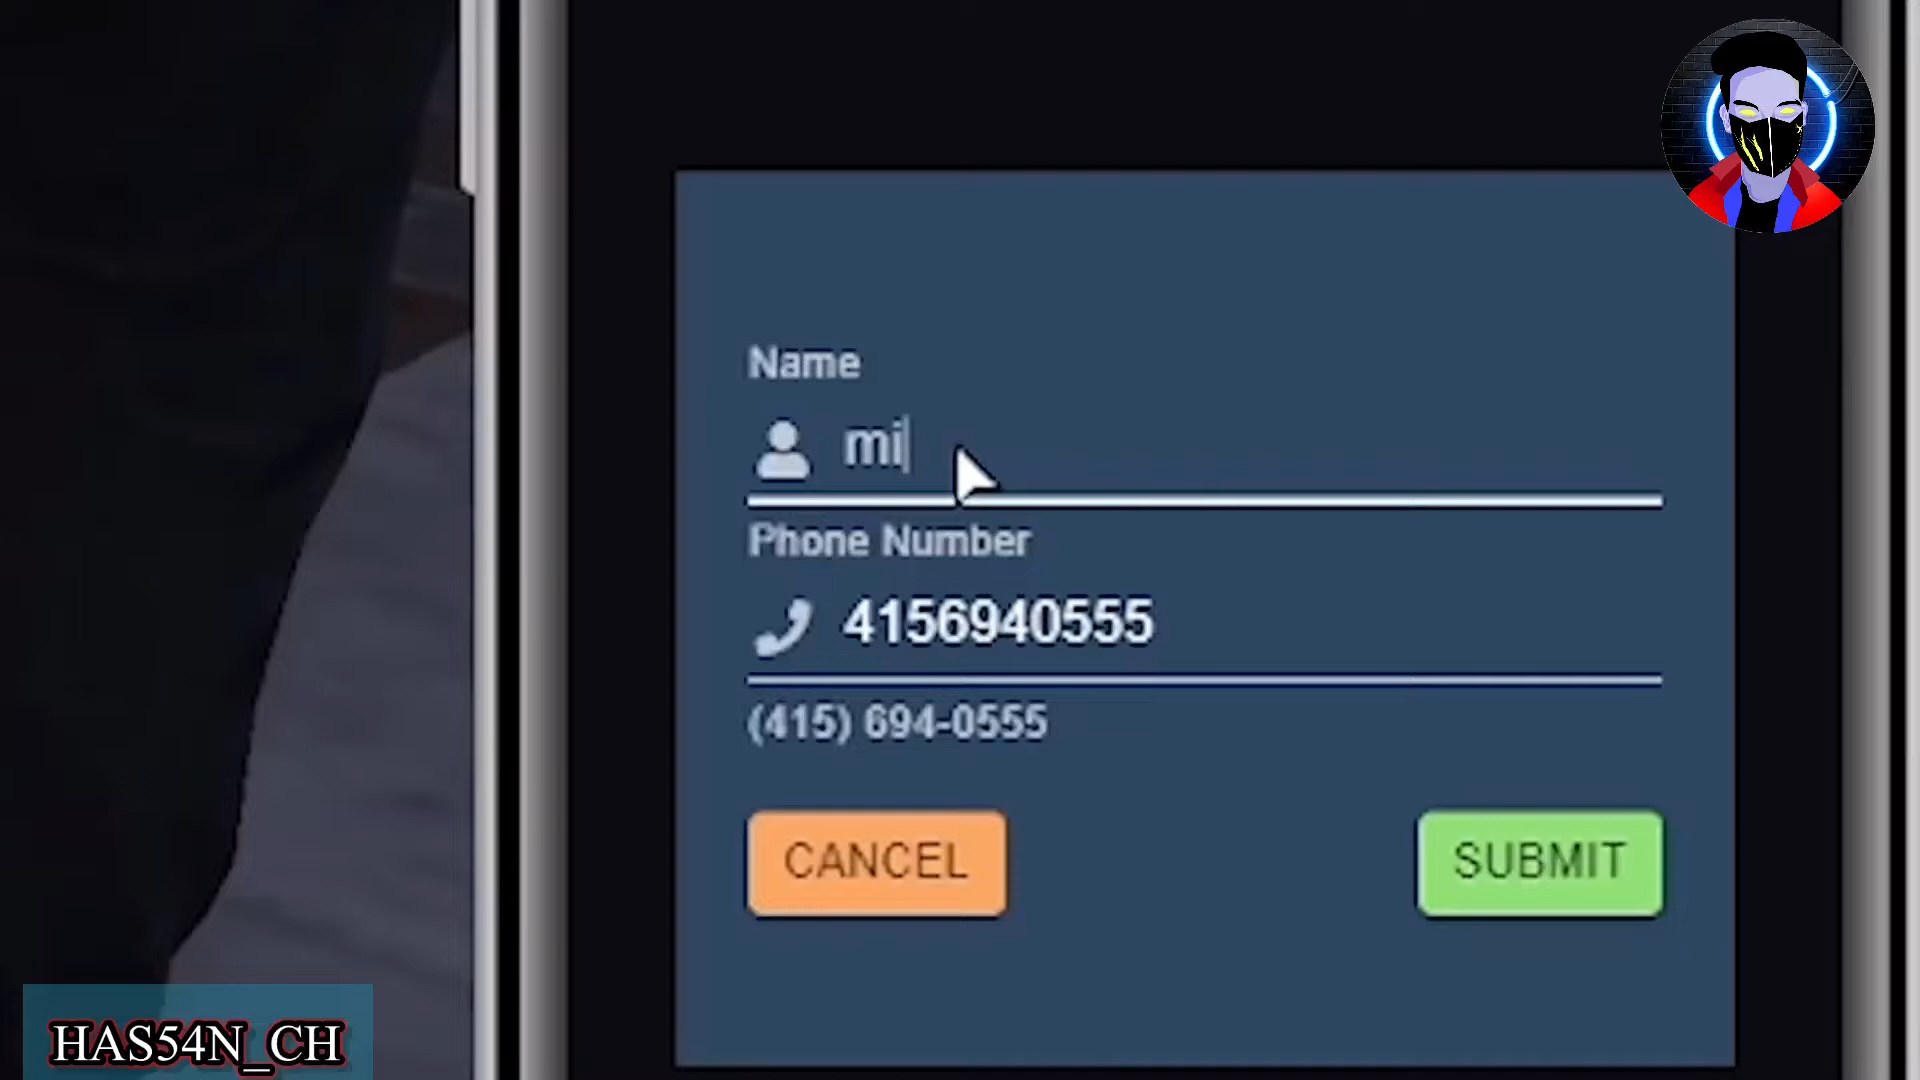 Name
mi
Phone Number
4156940555
(415) 694-0555
CANCEL
SUBMIT
HAS54N_CH